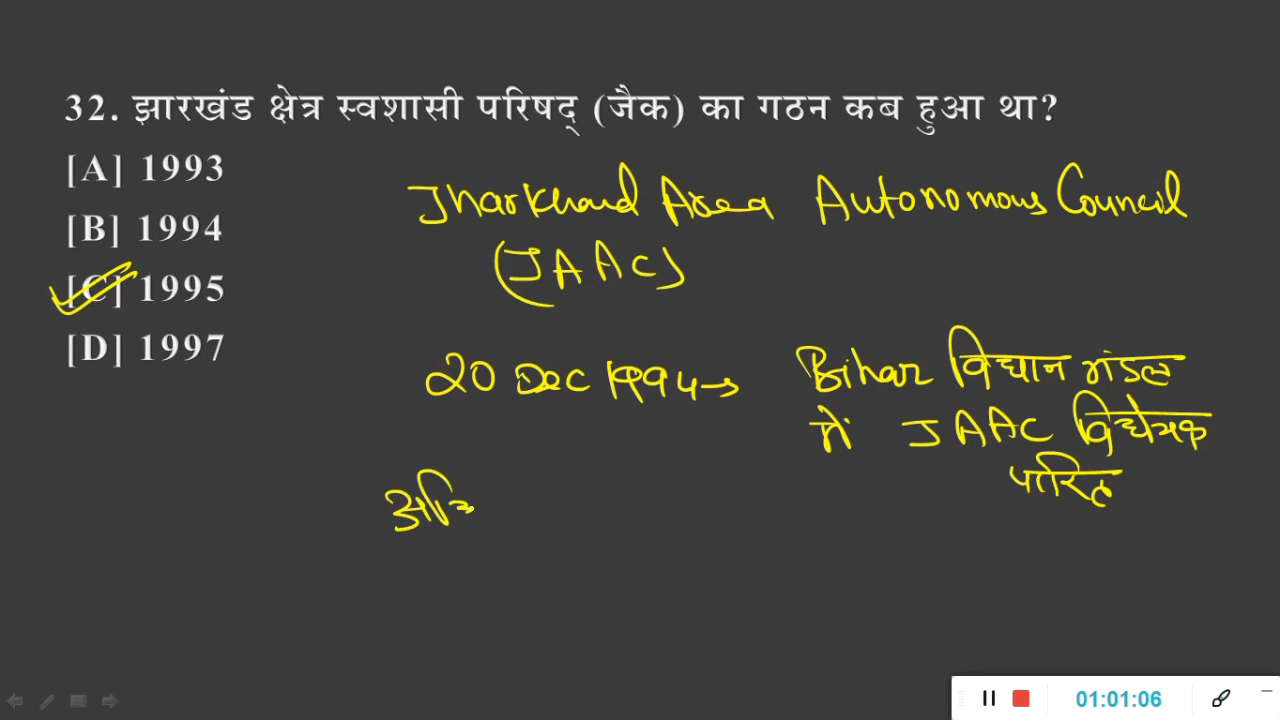 32. झारखंड क्षेत्र स्वशासी परिषद् (जैक) का गठन कब हुआ था?
[A] 1993
[B] 1994
[C] 1995
[D] 1997
Jharkhand Area Autonomous Council
(JAAC)
20 Dec 1994→ Bihar विधान मंडल
में JAAC विधेयक
पारित
01:01:06